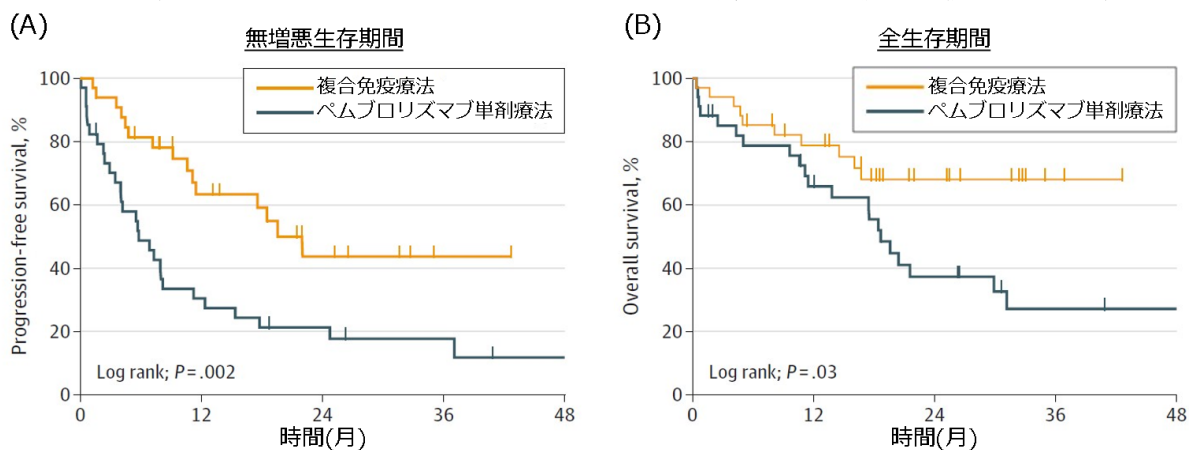 (A)
無増悪生存期間
複合免疫療法
ペムブロリズマブ単剤療法
Progression-free survival, %
100
80
60
40
20
0
Log rank; P=.002
0 12 24 36 48
時間(月)
(B)
全生存期間
複合免疫療法
ペムブロリズマブ単剤療法
Overall survival, %
100
80
60
40
20
0
Log rank; P=.03
0 12 24 36 48
時間(月)